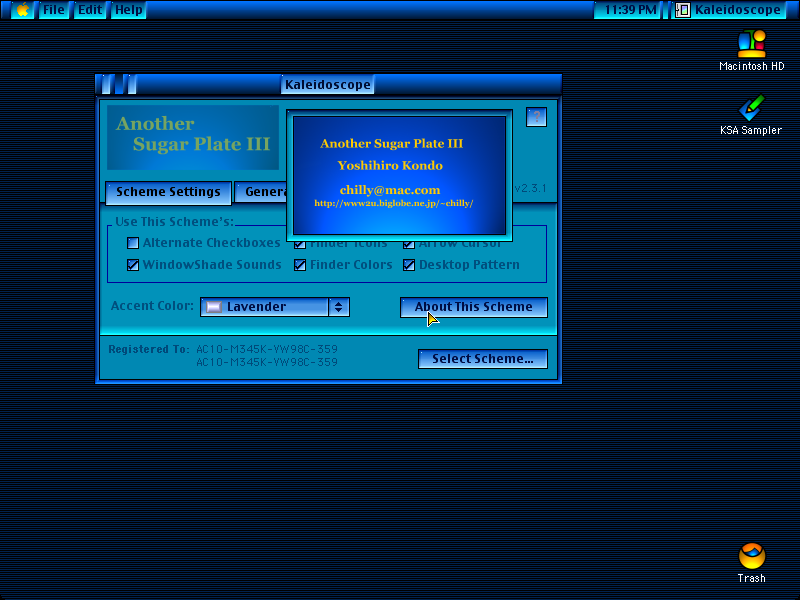 File Edit Help 11:39 PM Kaleidoscope
Macintosh HD
KSA Sampler
Kaleidoscope
Another
Sugar Plate III
?
Another Sugar Plate III
Yoshihiro Kondo
chilly@mac.com
http://www2u.biglobe.ne.jp/~chilly/
Scheme Settings
Genera
v2.3.1
Use This Scheme's:
Alternate Checkboxes
Finder Icons
Arrow Cursor
WindowShade Sounds
Finder Colors
Desktop Pattern
Accent Color: Lavender
About This Scheme
Registered To: AC10-M345K-YW98C-359
AC10-M345K-YW98C-359
Select Scheme...
Trash